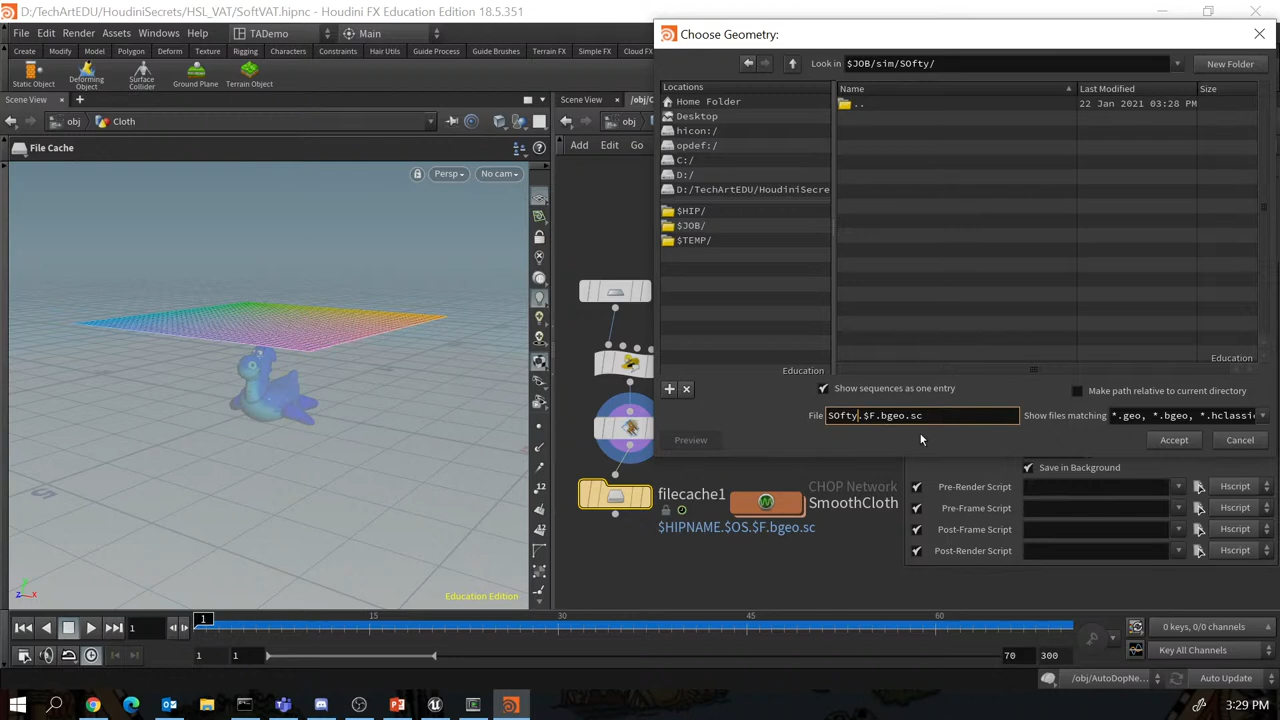 D:/TechArtEDU/HoudiniSecrets/HSL_VAT/SoftVAT.hipnc - Houdini FX Education Edition 18.5.351
File Edit Render Assets Windows Help TADemo Main
Create Modify Model Polygon Deform Texture Rigging Characters Constraints Hair Utils Guide Process Guide Brushes Terrain FX Simple FX Cloud FX
Static Object Deforming Object Surface Collider Ground Plane Terrain Object
Scene View
obj Cloth
File Cache
Persp No cam
Education Edition
Scene View /obj/C
obj
Add Edit Go
filecache1
$HIPNAME.$OS.$F.bgeo.sc
CHOP Network
SmoothCloth
Choose Geometry:
Look in $JOB/sim/SOfty/ New Folder
Locations Name Last Modified Size
Home Folder
Desktop
hicon:/
opdef:/
C:/
D:/
D:/TechArtEDU/HoudiniSecre
$HIP/
$JOB/
$TEMP/
.. 22 Jan 2021 03:28 PM
Education
Education
Show sequences as one entry Make path relative to current directory
File SOfty.$F.bgeo.sc Show files matching *.geo, *.bgeo, *.hclassic
Preview Accept Cancel
Save in Background
Pre-Render Script Hscript
Pre-Frame Script Hscript
Post-Frame Script Hscript
Post-Render Script Hscript
1 15 30 45 60
1
1 1 70 300
0 keys, 0/0 channels
Key All Channels
/obj/AutoDopNe... Auto Update
3:29 PM